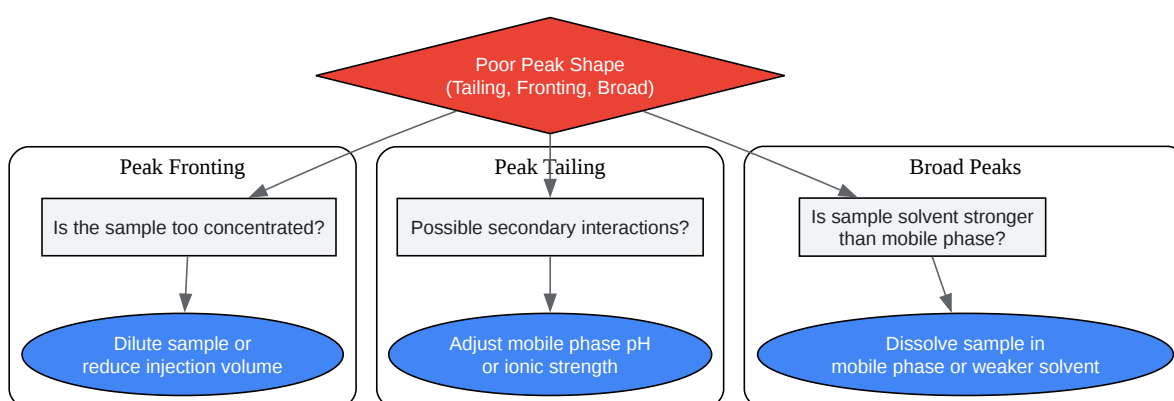 Poor Peak Shape
(Tailing, Fronting, Broad)
Peak Fronting
Is the sample too concentrated?
Dilute sample or
reduce injection volume
Peak Tailing
Possible secondary interactions?
Adjust mobile phase pH
or ionic strength
Broad Peaks
Is sample solvent stronger
than mobile phase?
Dissolve sample in
mobile phase or weaker solvent